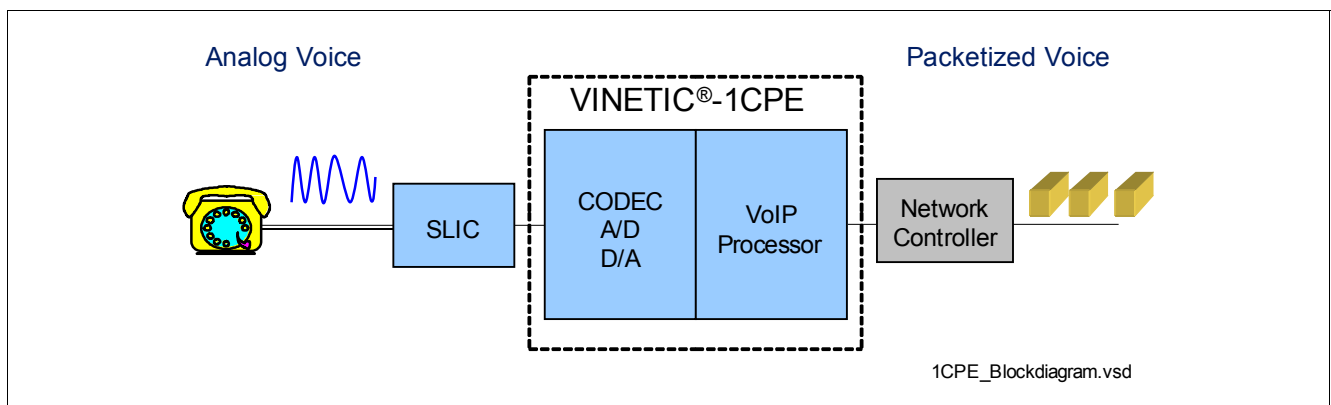 Analog Voice
Packetized Voice
VINETIC®-1CPE
SLIC
CODEC
A/D
D/A
VoIP
Processor
Network
Controller
1CPE_Blockdiagram.vsd